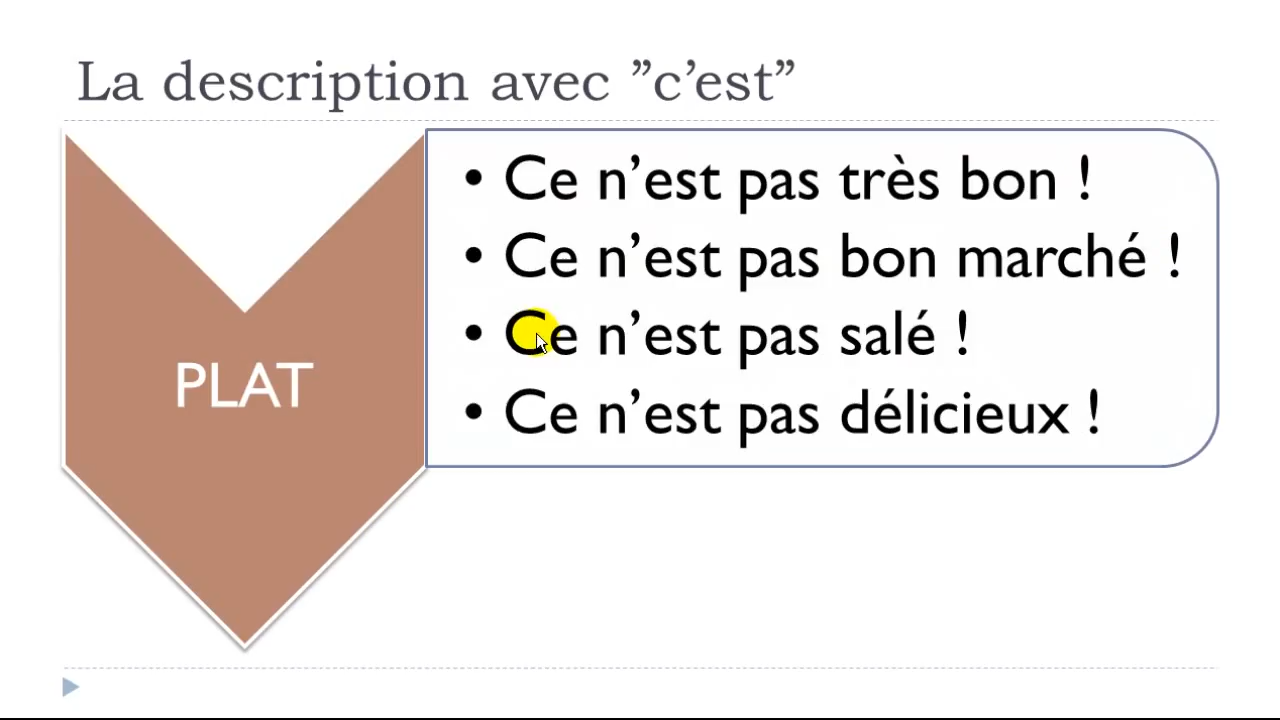 La description avec ”c’est”
PLAT
• Ce n’est pas très bon !
• Ce n’est pas bon marché !
• Ce n’est pas salé !
• Ce n’est pas délicieux !